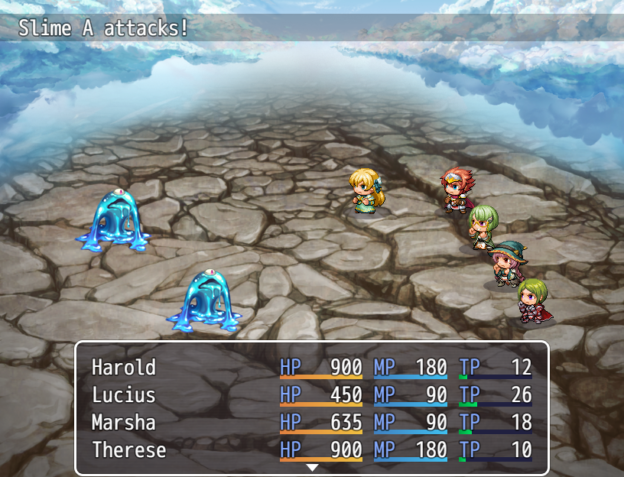 Slime A attacks!
Harold HP 900 MP 180 TP 12
Lucius HP 450 MP 90 TP 26
Marsha HP 635 MP 90 TP 18
Therese HP 900 MP 180 TP 10